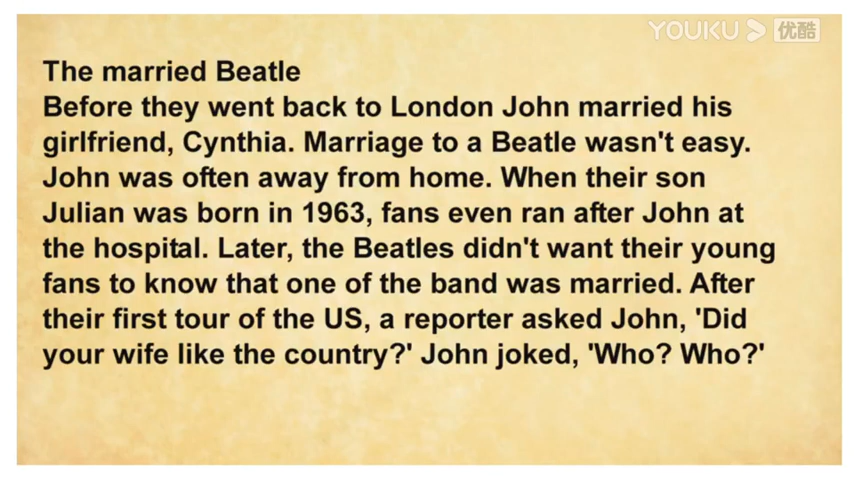 YOUKU 优酷
The married Beatle
Before they went back to London John married his
girlfriend, Cynthia. Marriage to a Beatle wasn't easy.
John was often away from home. When their son
Julian was born in 1963, fans even ran after John at
the hospital. Later, the Beatles didn't want their young
fans to know that one of the band was married. After
their first tour of the US, a reporter asked John, 'Did
your wife like the country?' John joked, 'Who? Who?'